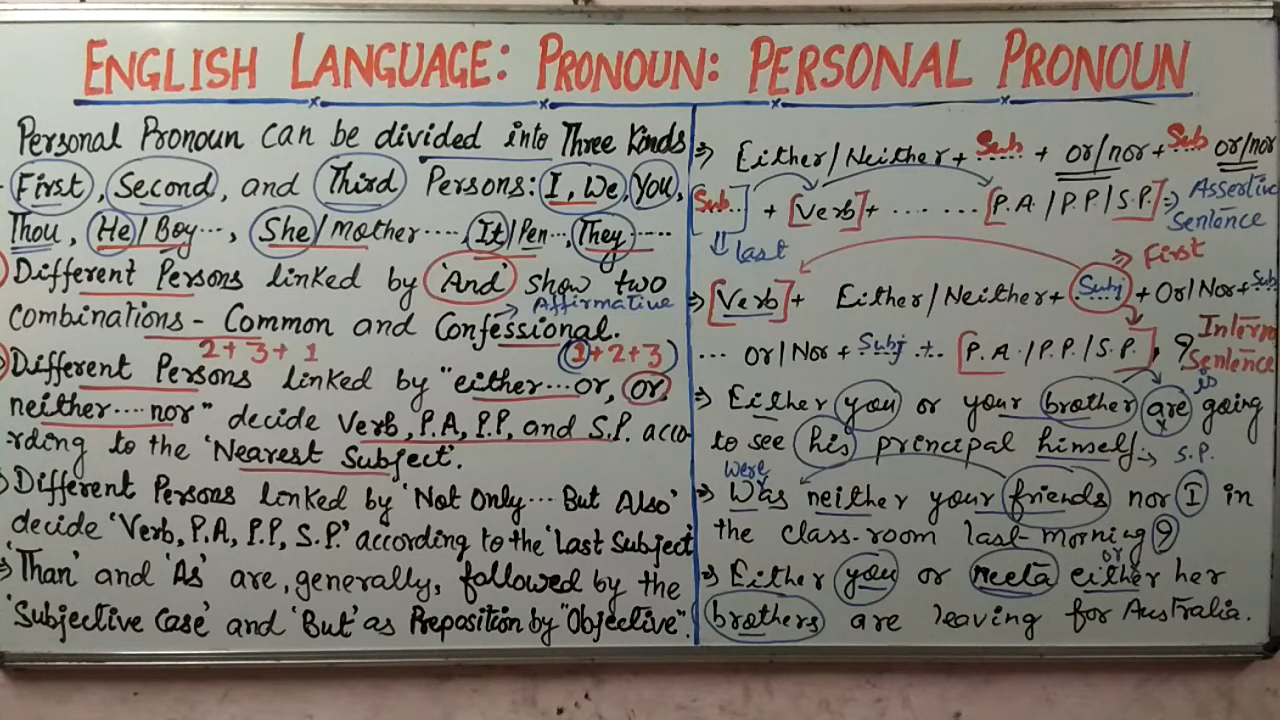 ENGLISH LANGUAGE: PRONOUN: PERSONAL PRONOUN
Personal Pronoun can be divided into Three Kinds
First, Second, and Third Persons: I, We, You,
Thou, He/Boy..., She/Mother...., It/Pen..., They.....
Different Persons linked by 'And' show two
→ Affirmative
combinations - Common and Confessional.
2+3+1 1+2+3)
Different Persons linked by "either...or, or
neither....nor" decide Verb, P.A, P.P, and S.P. acco-
rding to the 'Nearest Subject'.
Different Persons linked by 'Not Only... But Also'
decide 'Verb, P.A, P.P, S.P.' according to the 'Last Subject'
⇒ 'Than' and 'As' are, generally, followed by the
'Subjective Case' and 'But' as Preposition by "Objective".
⇒ Either/Neither + Sub..... + or/nor + Sub or/nor
Sub...] + [Verb] + ....... [P.A./P.P./S.P.] ⇒ Assertive
Sentence
⇓ last
⇒ First
⇒ [Verb] + Either/Neither + Subj..... + Or/Nor + Sub
... or/Nor + Subj... + [P.A./P.P./S.P.], ? Interro
Sentence
is
⇒ Either you or your brother are going
to see his principal himself. → S.P.
were
⇒ Was neither your friends nor I in
the class-room last-morning ?
or
⇒ Either you or neeta either her
brothers are leaving for Australia.